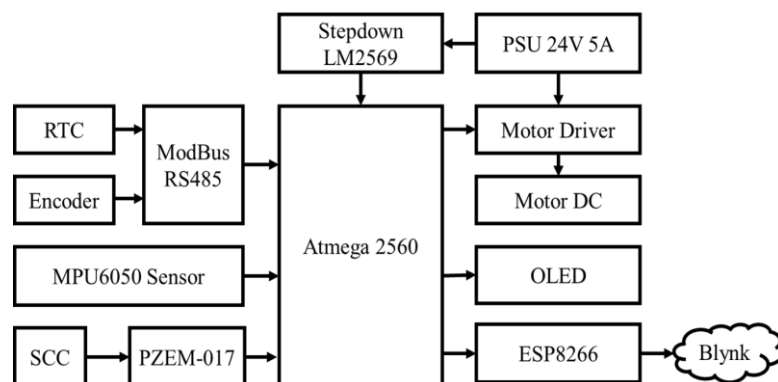 Stepdown
LM2569
PSU 24V 5A
RTC
ModBus
RS485
Motor Driver
Encoder
Motor DC
Atmega 2560
MPU6050 Sensor
OLED
SCC
PZEM-017
ESP8266
Blynk